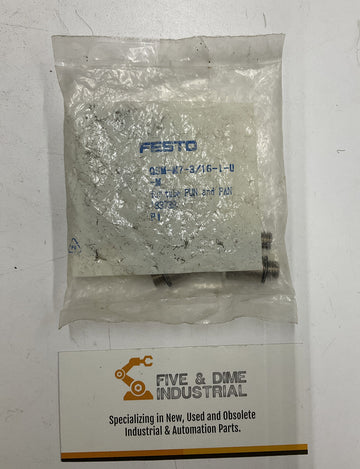 FESTO
QSM-M7-3/16-I-U
-M
for tube PUN and PAN
FIVE & DIME
INDUSTRIAL
Specializing in New, Used and Obsolete
Industrial & Automation Parts.